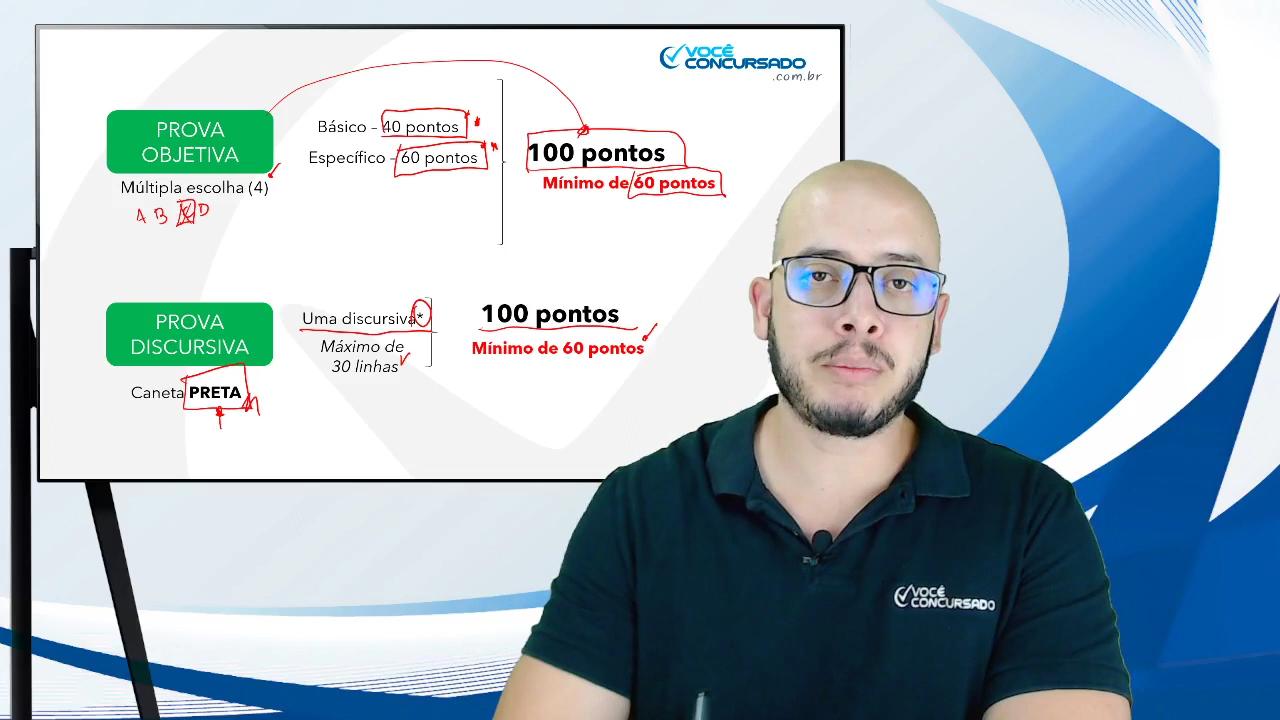 VOCÊ
CONCURSADO
.com.br
PROVA
OBJETIVA
Múltipla escolha (4)
A B C D
Básico – 40 pontos
Específico – 60 pontos
100 pontos
Mínimo de 60 pontos
PROVA
DISCURSIVA
Caneta PRETA
Uma discursiva*
Máximo de
30 linhas
100 pontos
Mínimo de 60 pontos
VOCÊ
CONCURSADO